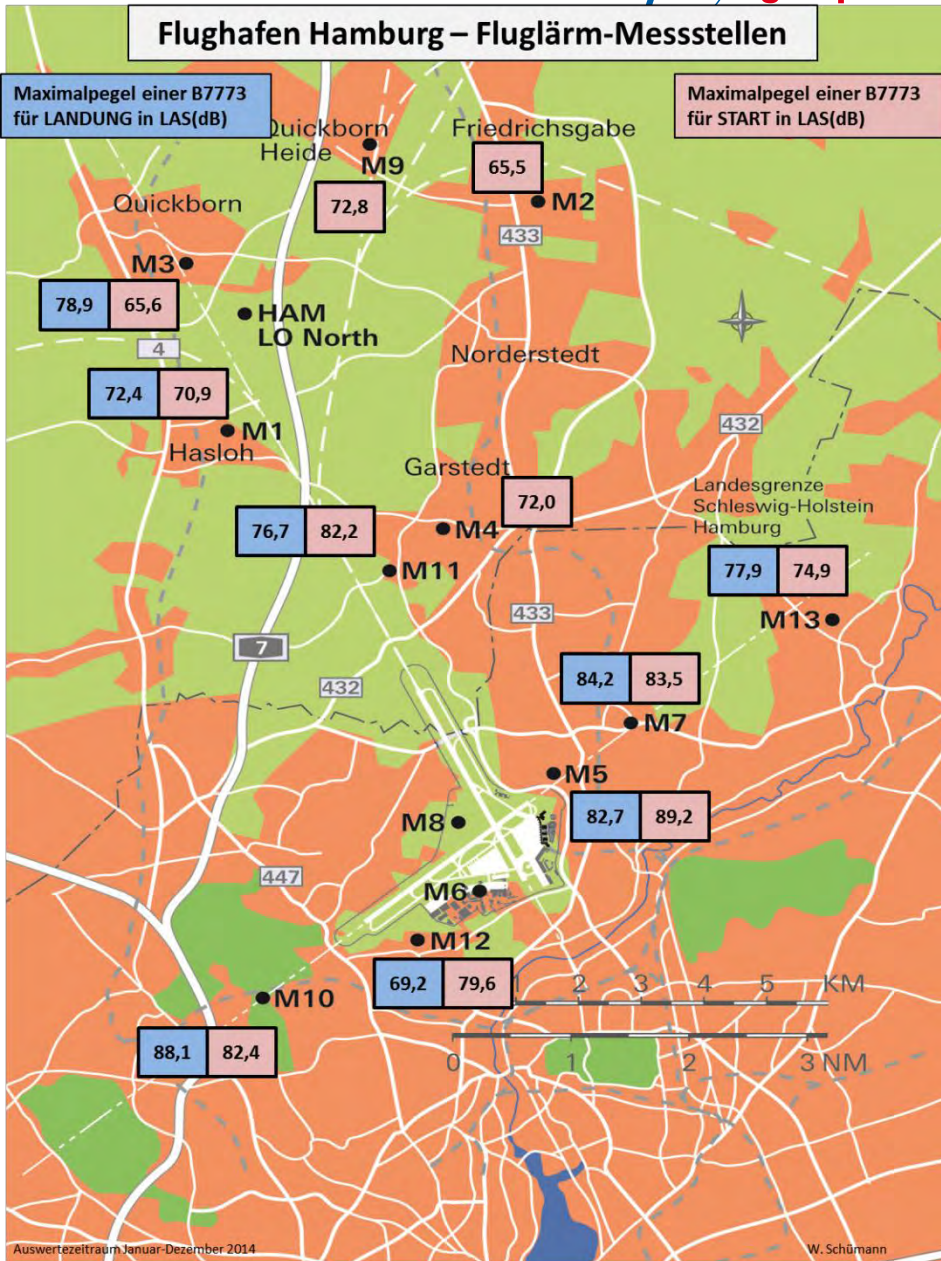 Flughafen Hamburg – Fluglärm-Messstellen
Maximalpegel einer B7773
für LANDUNG in LAS(dB)
Maximalpegel einer B7773
für START in LAS(dB)
Quickborn
Heide
M9
72,8
Friedrichsgabe
65,5
M2
433
Quickborn
M3
78,9 65,6
HAM
LO North
4
Norderstedt
72,4 70,9
M1
Hasloh
432
Garstedt
72,0
Landesgrenze
Schleswig-Holstein
Hamburg
76,7 82,2
M4
M11
77,9 74,9
M13
433
7
432
84,2 83,5
M7
M5
82,7 89,2
M8
447
M6
M12
69,2 79,6
1 2 3 4 5 KM
M10
88,1 82,4
0 1 2 3 NM
Auswertezeitraum Januar-Dezember 2014
W. Schümann